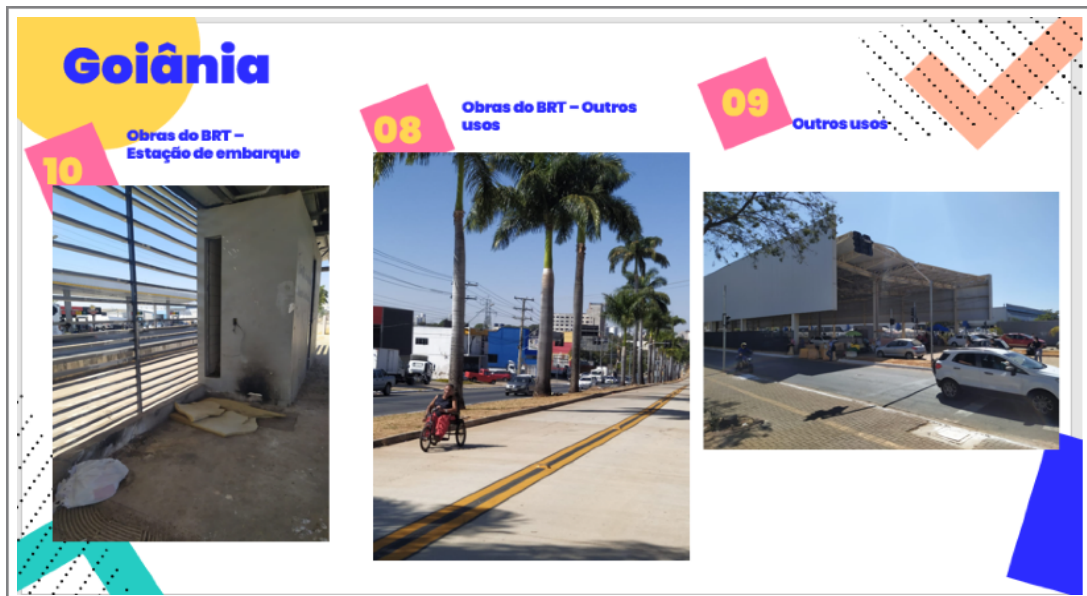 Goiânia
10
Obras do BRT –
Estação de embarque
08
Obras do BRT – Outros
usos
09
Outros usos